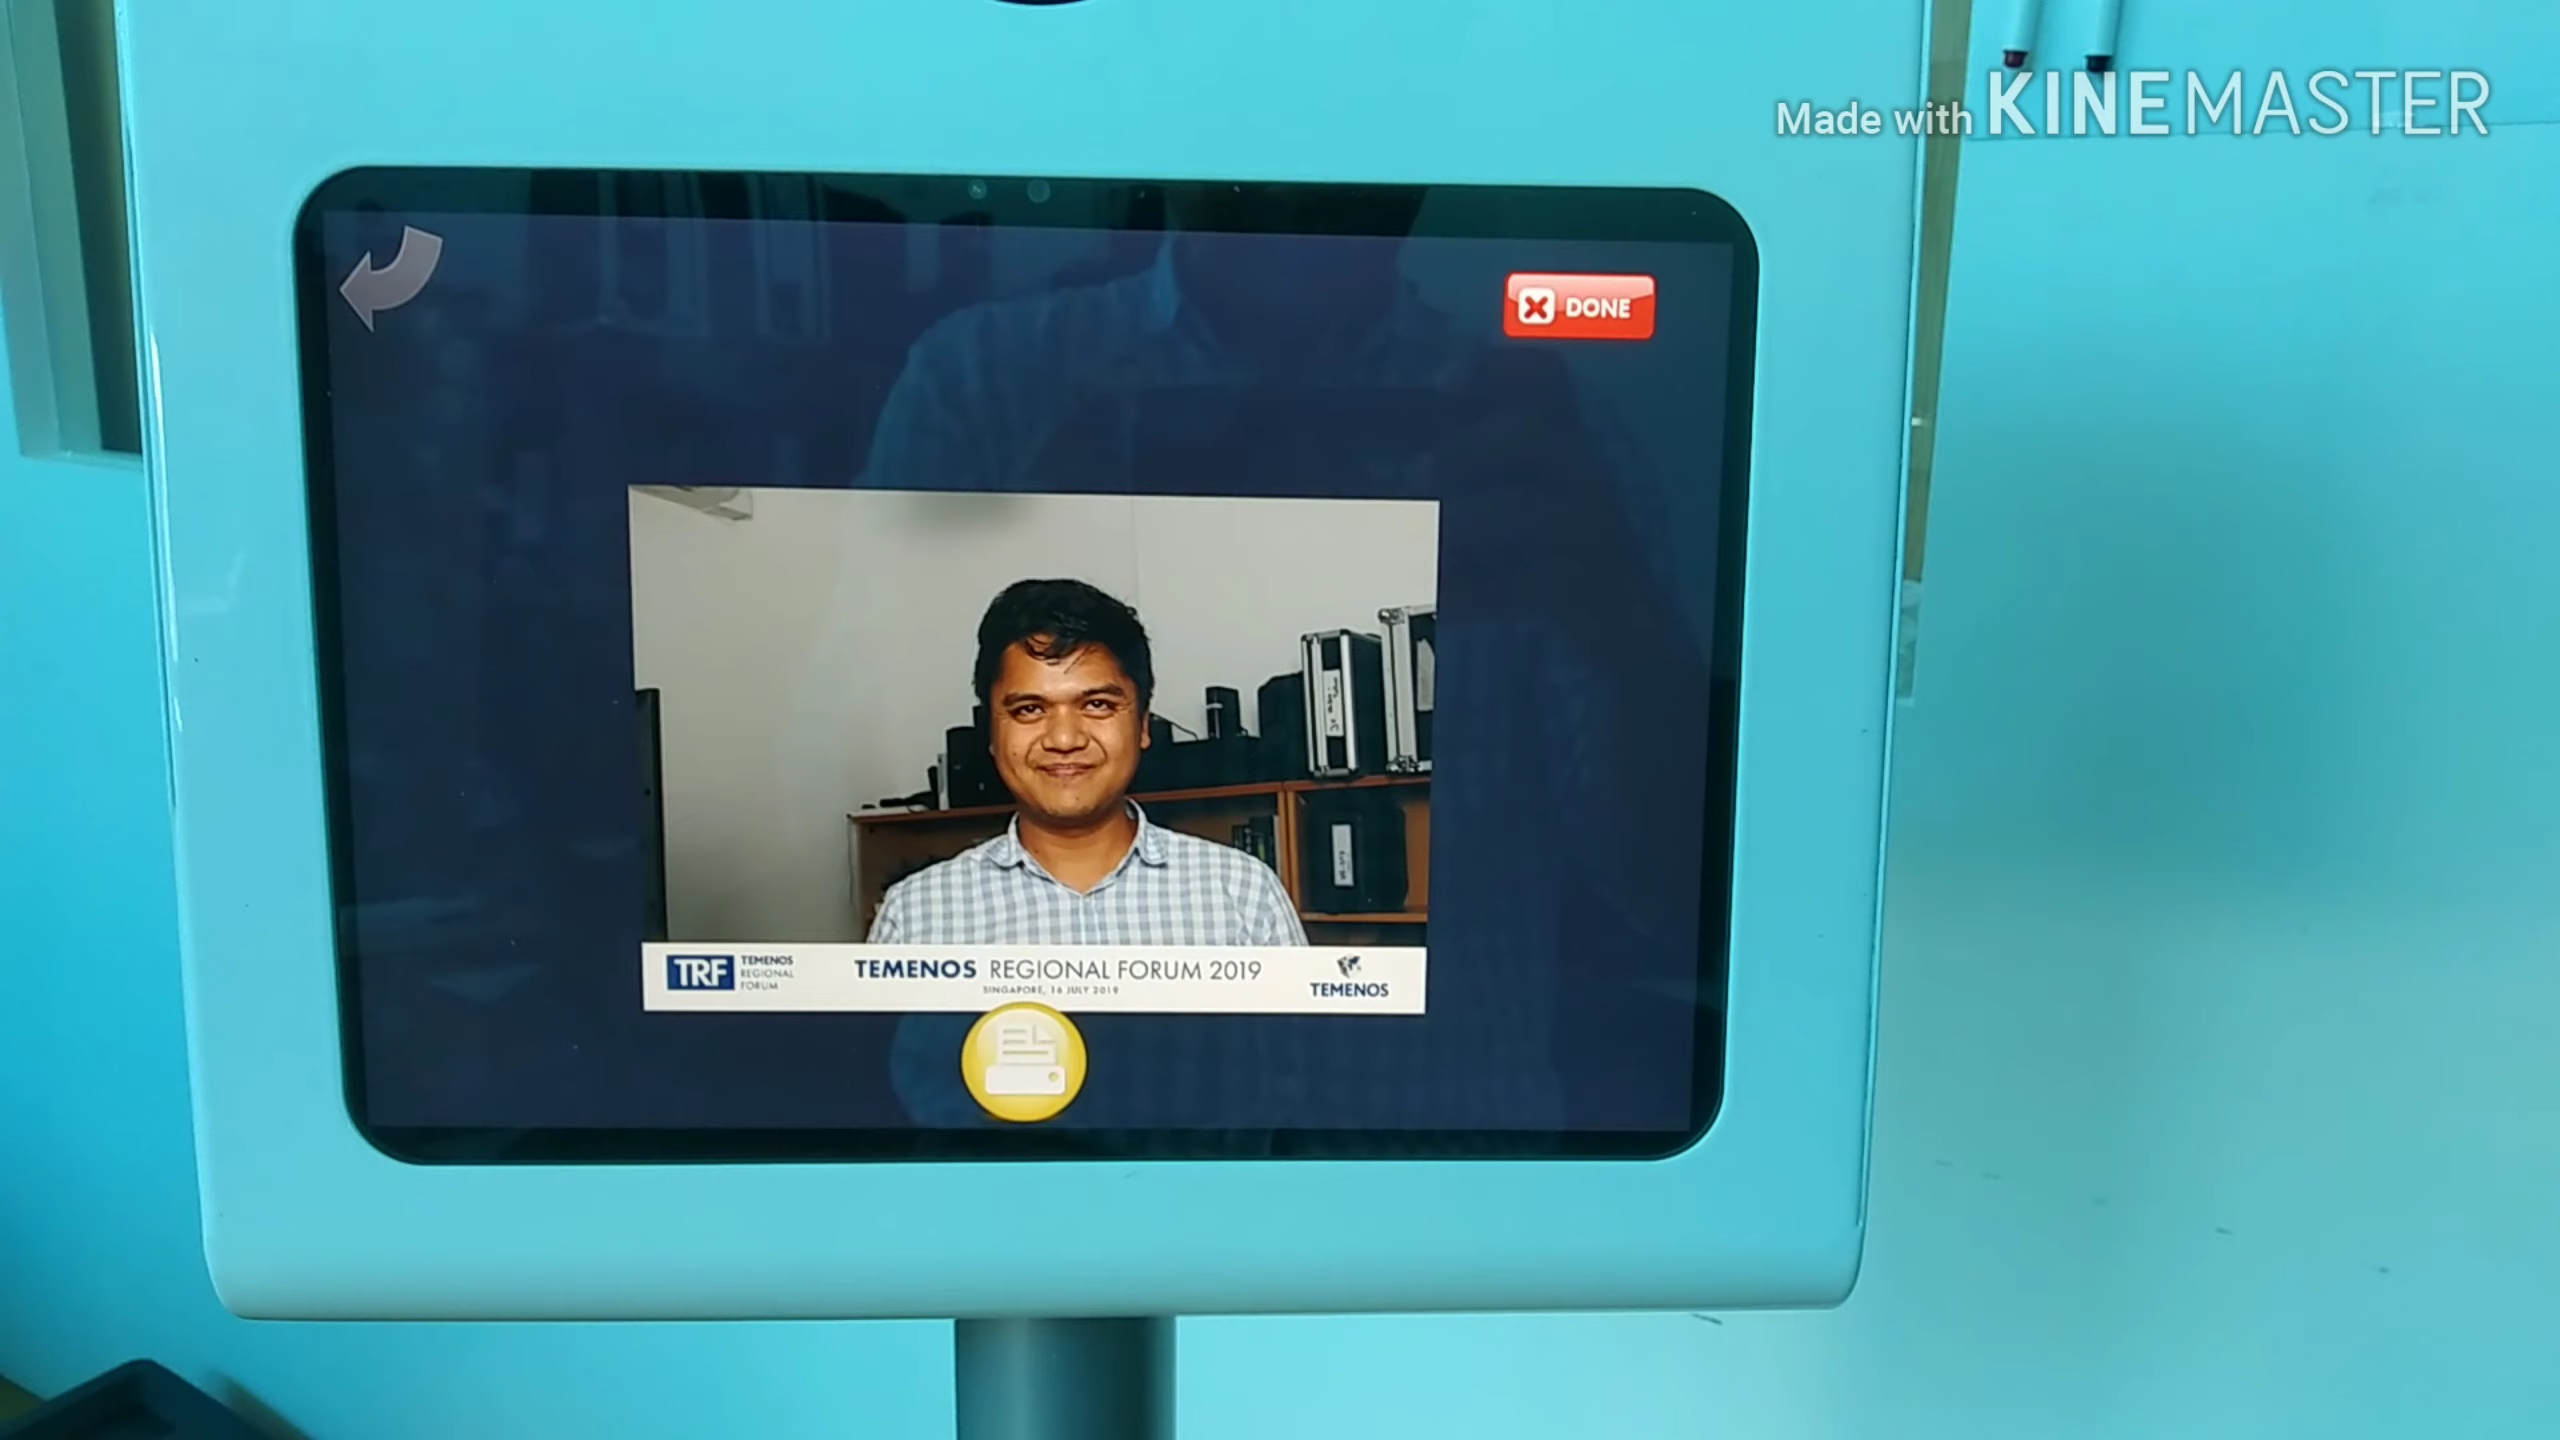 Made with KINEMASTER
DONE
TRF TEMENOS
REGIONAL
FORUM
TEMENOS REGIONAL FORUM 2019
SINGAPORE, 16 JULY 2019
TEMENOS